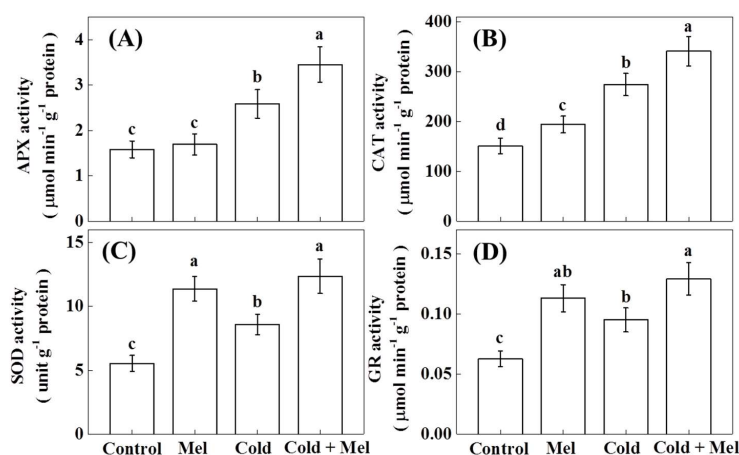 (A)
APX activity
( μmol min⁻¹ g⁻¹ protein )
4
3
2
1
0
c
c
b
a
(B)
CAT activity
( μmol min⁻¹ g⁻¹ protein )
400
300
200
100
0
d
c
b
a
(C)
SOD activity
( unit g⁻¹ protein )
15
10
5
0
c
a
b
a
Control Mel Cold Cold + Mel
(D)
GR activity
( μmol min⁻¹ g⁻¹ protein )
0.15
0.10
0.05
0.00
c
ab
b
a
Control Mel Cold Cold + Mel